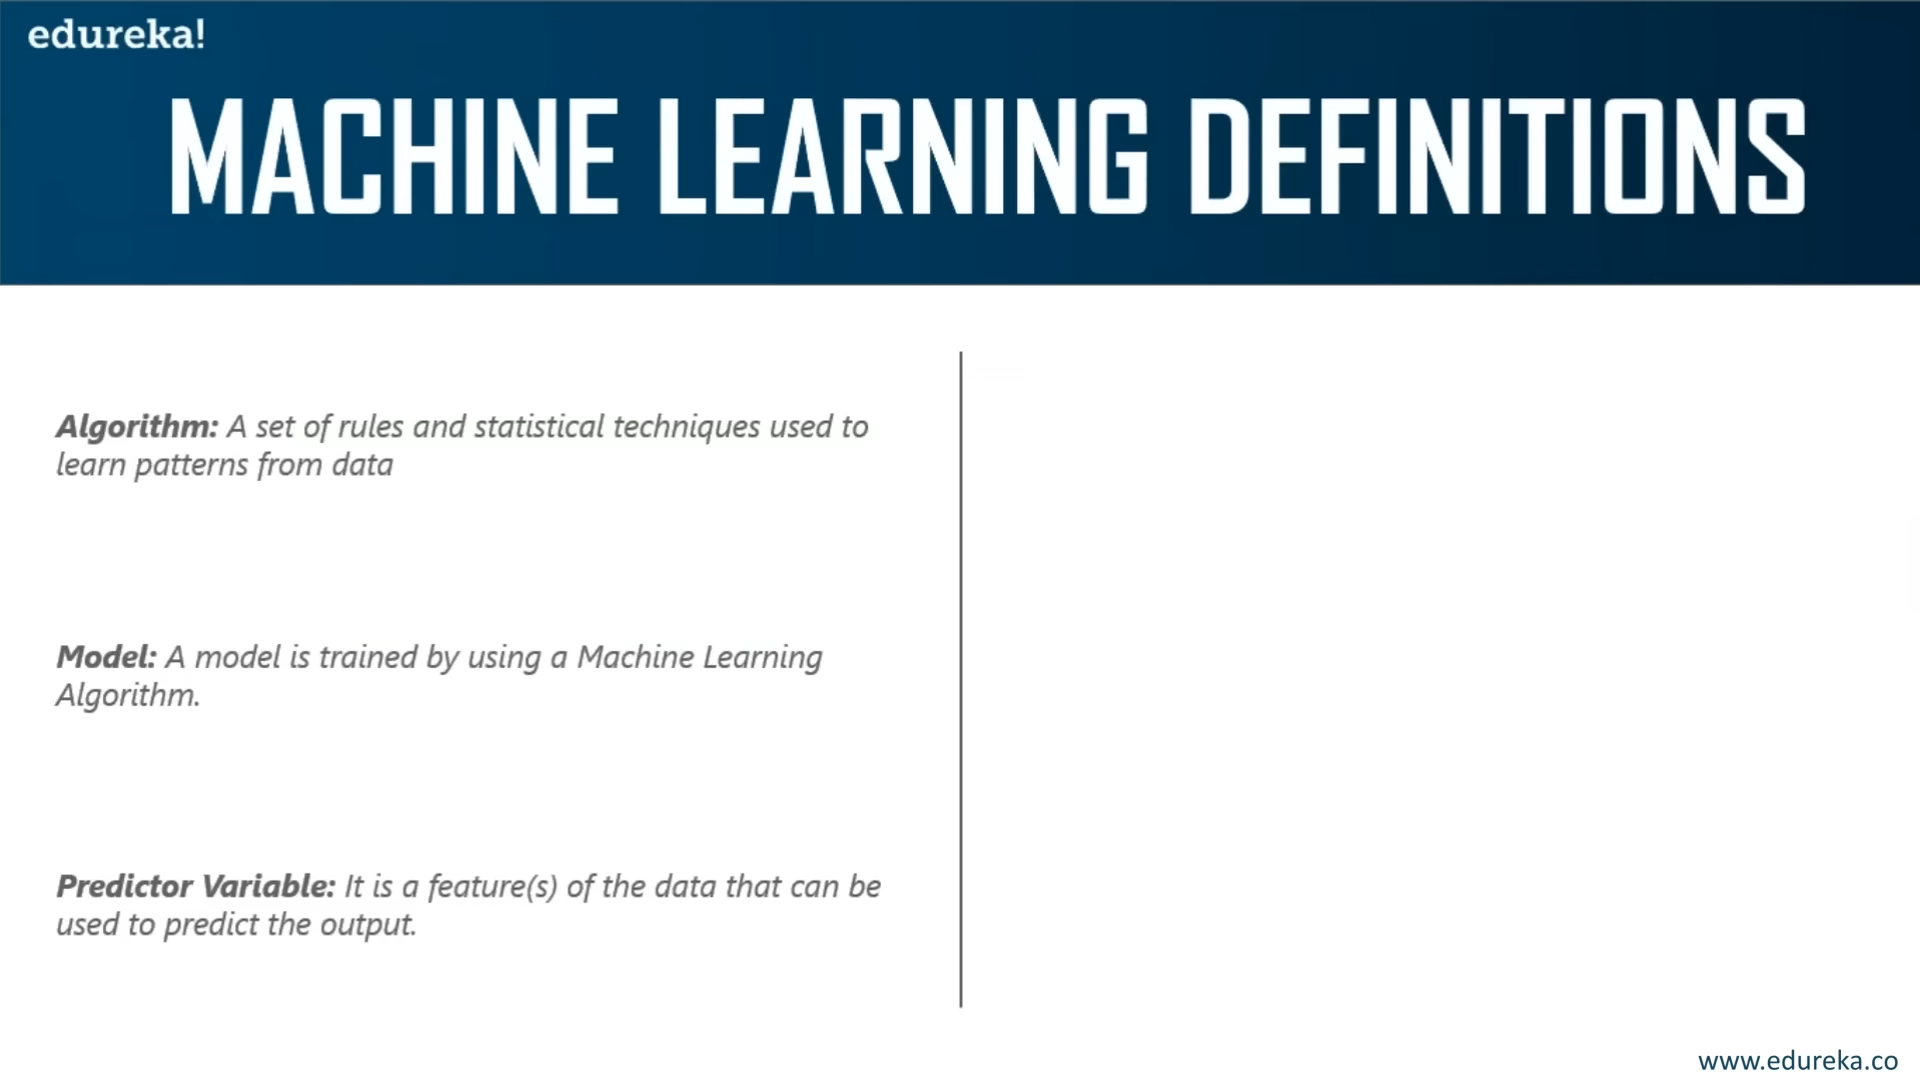 edureka!
MACHINE LEARNING DEFINITIONS
Algorithm: A set of rules and statistical techniques used to
learn patterns from data
Model: A model is trained by using a Machine Learning
Algorithm.
Predictor Variable: It is a feature(s) of the data that can be
used to predict the output.
www.edureka.co